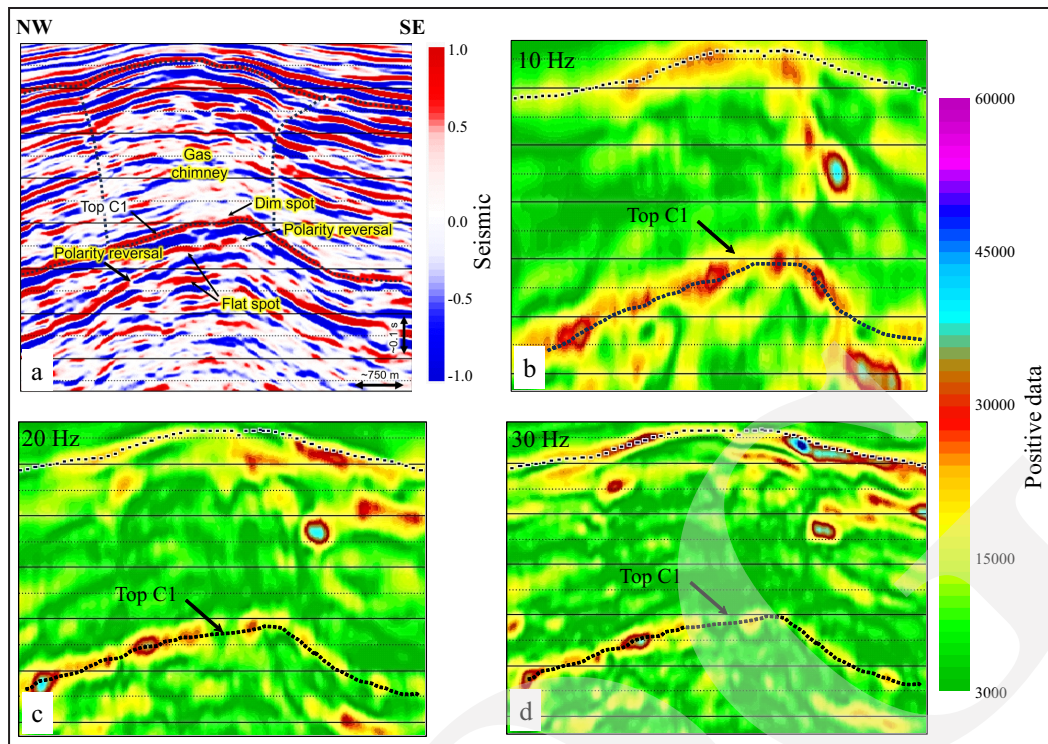 NW
SE
1.0
0.5
0.0
-0.5
-1.0
Seismic
Gas
chimney
Dim spot
Top C1
Polarity reversal
Polarity reversal
Flat spot
~0.1 s
~750 m
a
10 Hz
Top C1
b
60000
45000
30000
15000
3000
Positive data
20 Hz
Top C1
c
30 Hz
Top C1
d